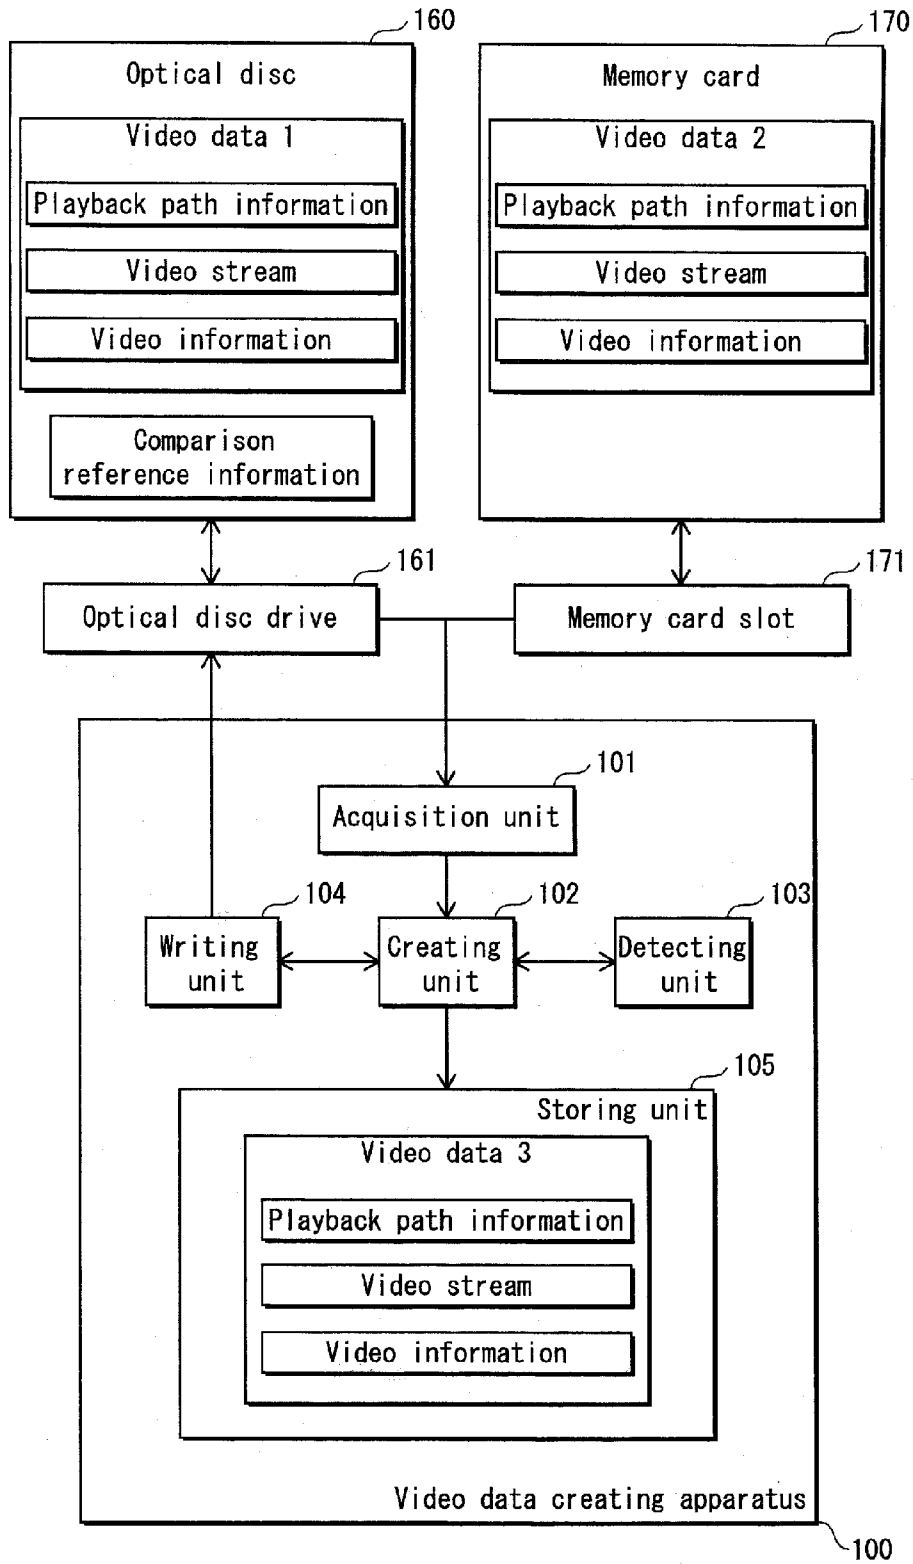 160
170
Optical disc
Memory card
Video data 1
Video data 2
Playback path information
Playback path information
Video stream
Video stream
Video information
Video information
Comparison
reference information
161
171
Optical disc drive
Memory card slot
101
Acquisition unit
104
102
103
Writing
unit
Creating
unit
Detecting
unit
105
Storing unit
Video data 3
Playback path information
Video stream
Video information
Video data creating apparatus
100